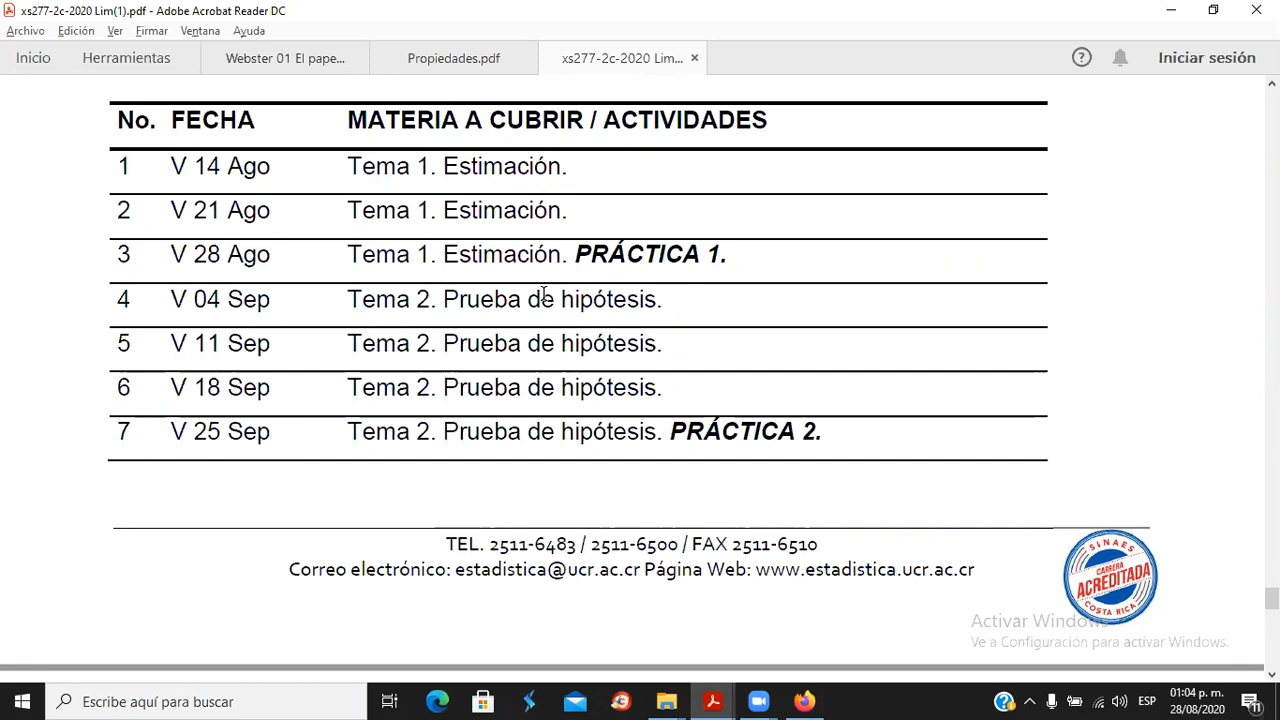 xs277-2c-2020 Lim(1).pdf - Adobe Acrobat Reader DC
Archivo Edición Ver Firmar Ventana Ayuda
Inicio Herramientas Webster 01 El pape... Propiedades.pdf xs277-2c-2020 Lim... × ? Iniciar sesión
No. FECHA MATERIA A CUBRIR / ACTIVIDADES
1 V 14 Ago Tema 1. Estimación.
2 V 21 Ago Tema 1. Estimación.
3 V 28 Ago Tema 1. Estimación. PRÁCTICA 1.
4 V 04 Sep Tema 2. Prueba de hipótesis.
5 V 11 Sep Tema 2. Prueba de hipótesis.
6 V 18 Sep Tema 2. Prueba de hipótesis.
7 V 25 Sep Tema 2. Prueba de hipótesis. PRÁCTICA 2.
TEL. 2511-6483 / 2511-6500 / FAX 2511-6510
Correo electrónico: estadistica@ucr.ac.cr Página Web: www.estadistica.ucr.ac.cr
SINAES
CARRERA
ACREDITADA
COSTA RICA
Activar Windows
Ve a Configuración para activar Windows.
Escribe aquí para buscar
ESP
01:04 p. m.
28/08/2020
11